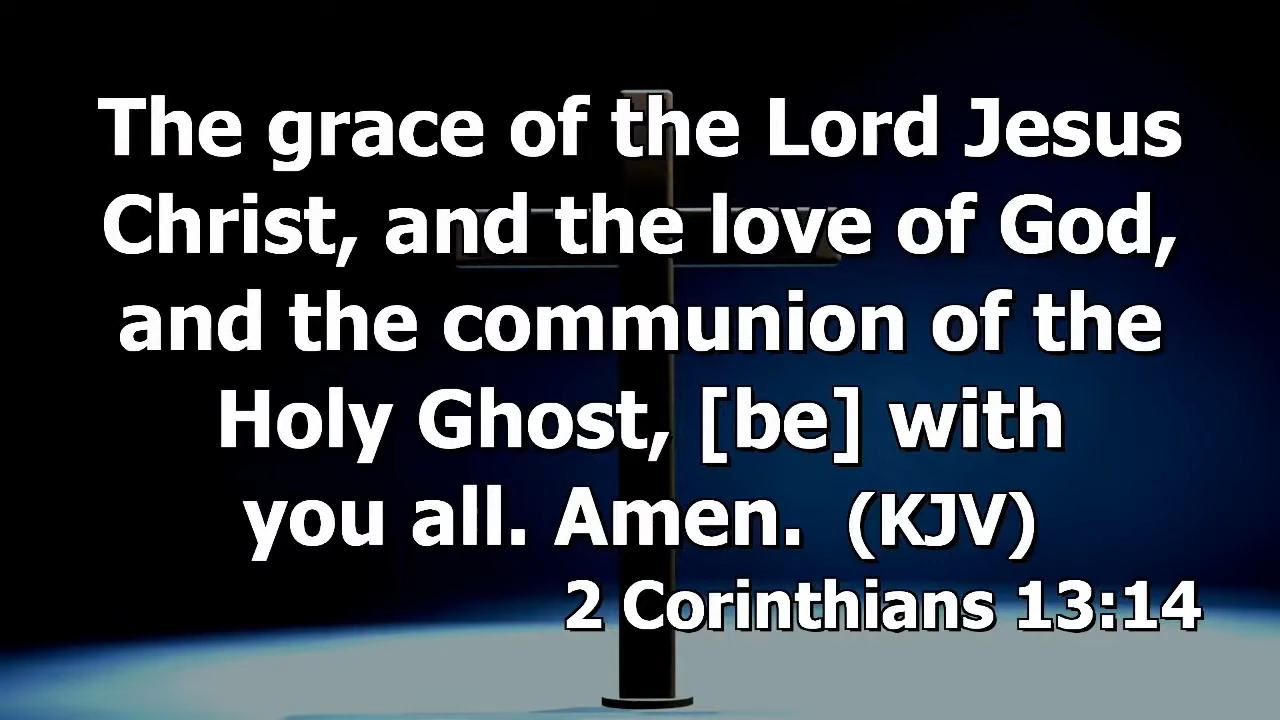 The grace of the Lord Jesus
Christ, and the love of God,
and the communion of the
Holy Ghost, [be] with
you all. Amen. (KJV)
2 Corinthians 13:14